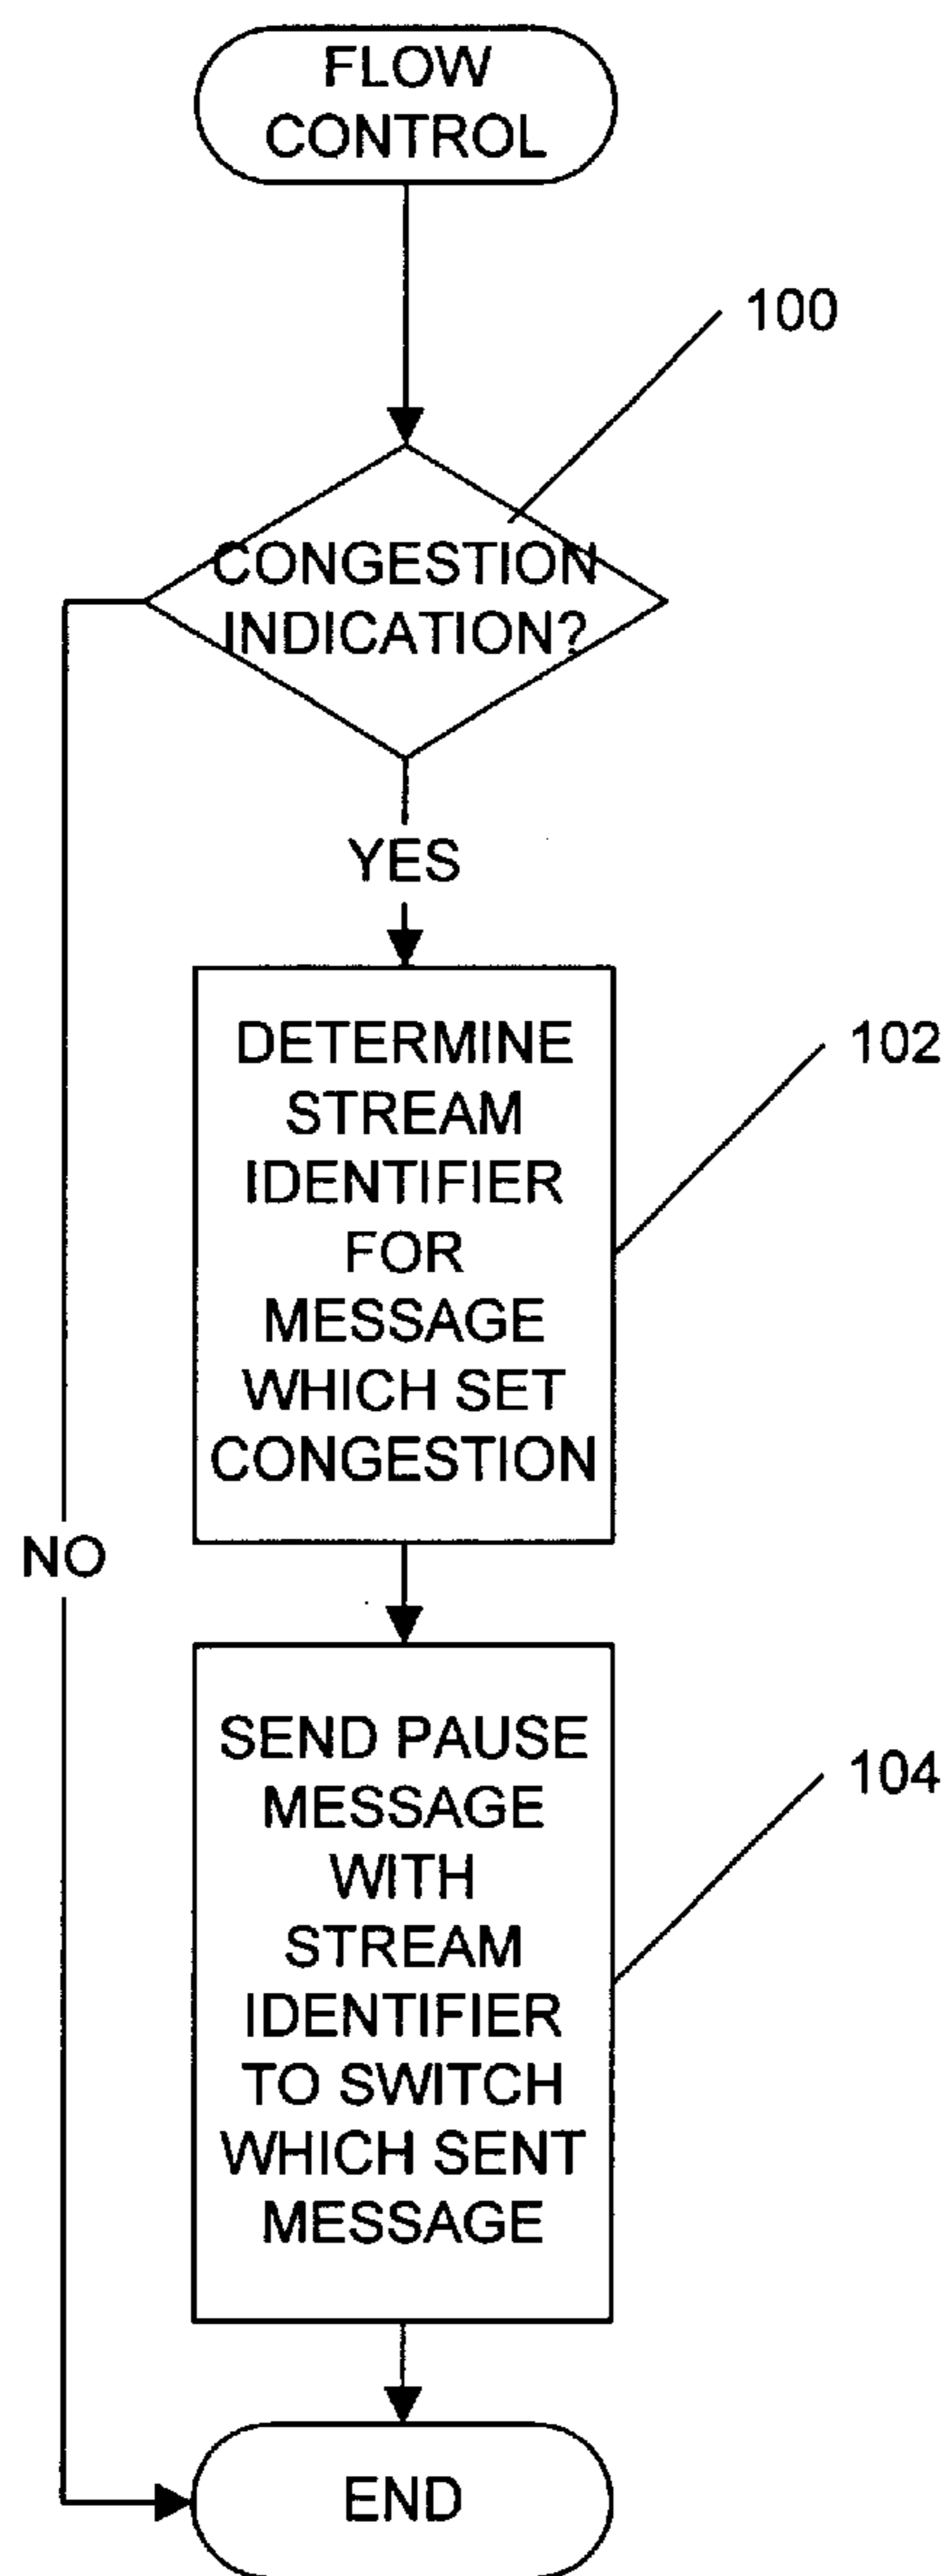 FLOW
CONTROL
100
CONGESTION
INDICATION?
YES
DETERMINE
STREAM
IDENTIFIER
FOR
MESSAGE
WHICH SET
CONGESTION
102
NO
SEND PAUSE
MESSAGE
WITH
STREAM
IDENTIFIER
TO SWITCH
WHICH SENT
MESSAGE
104
END